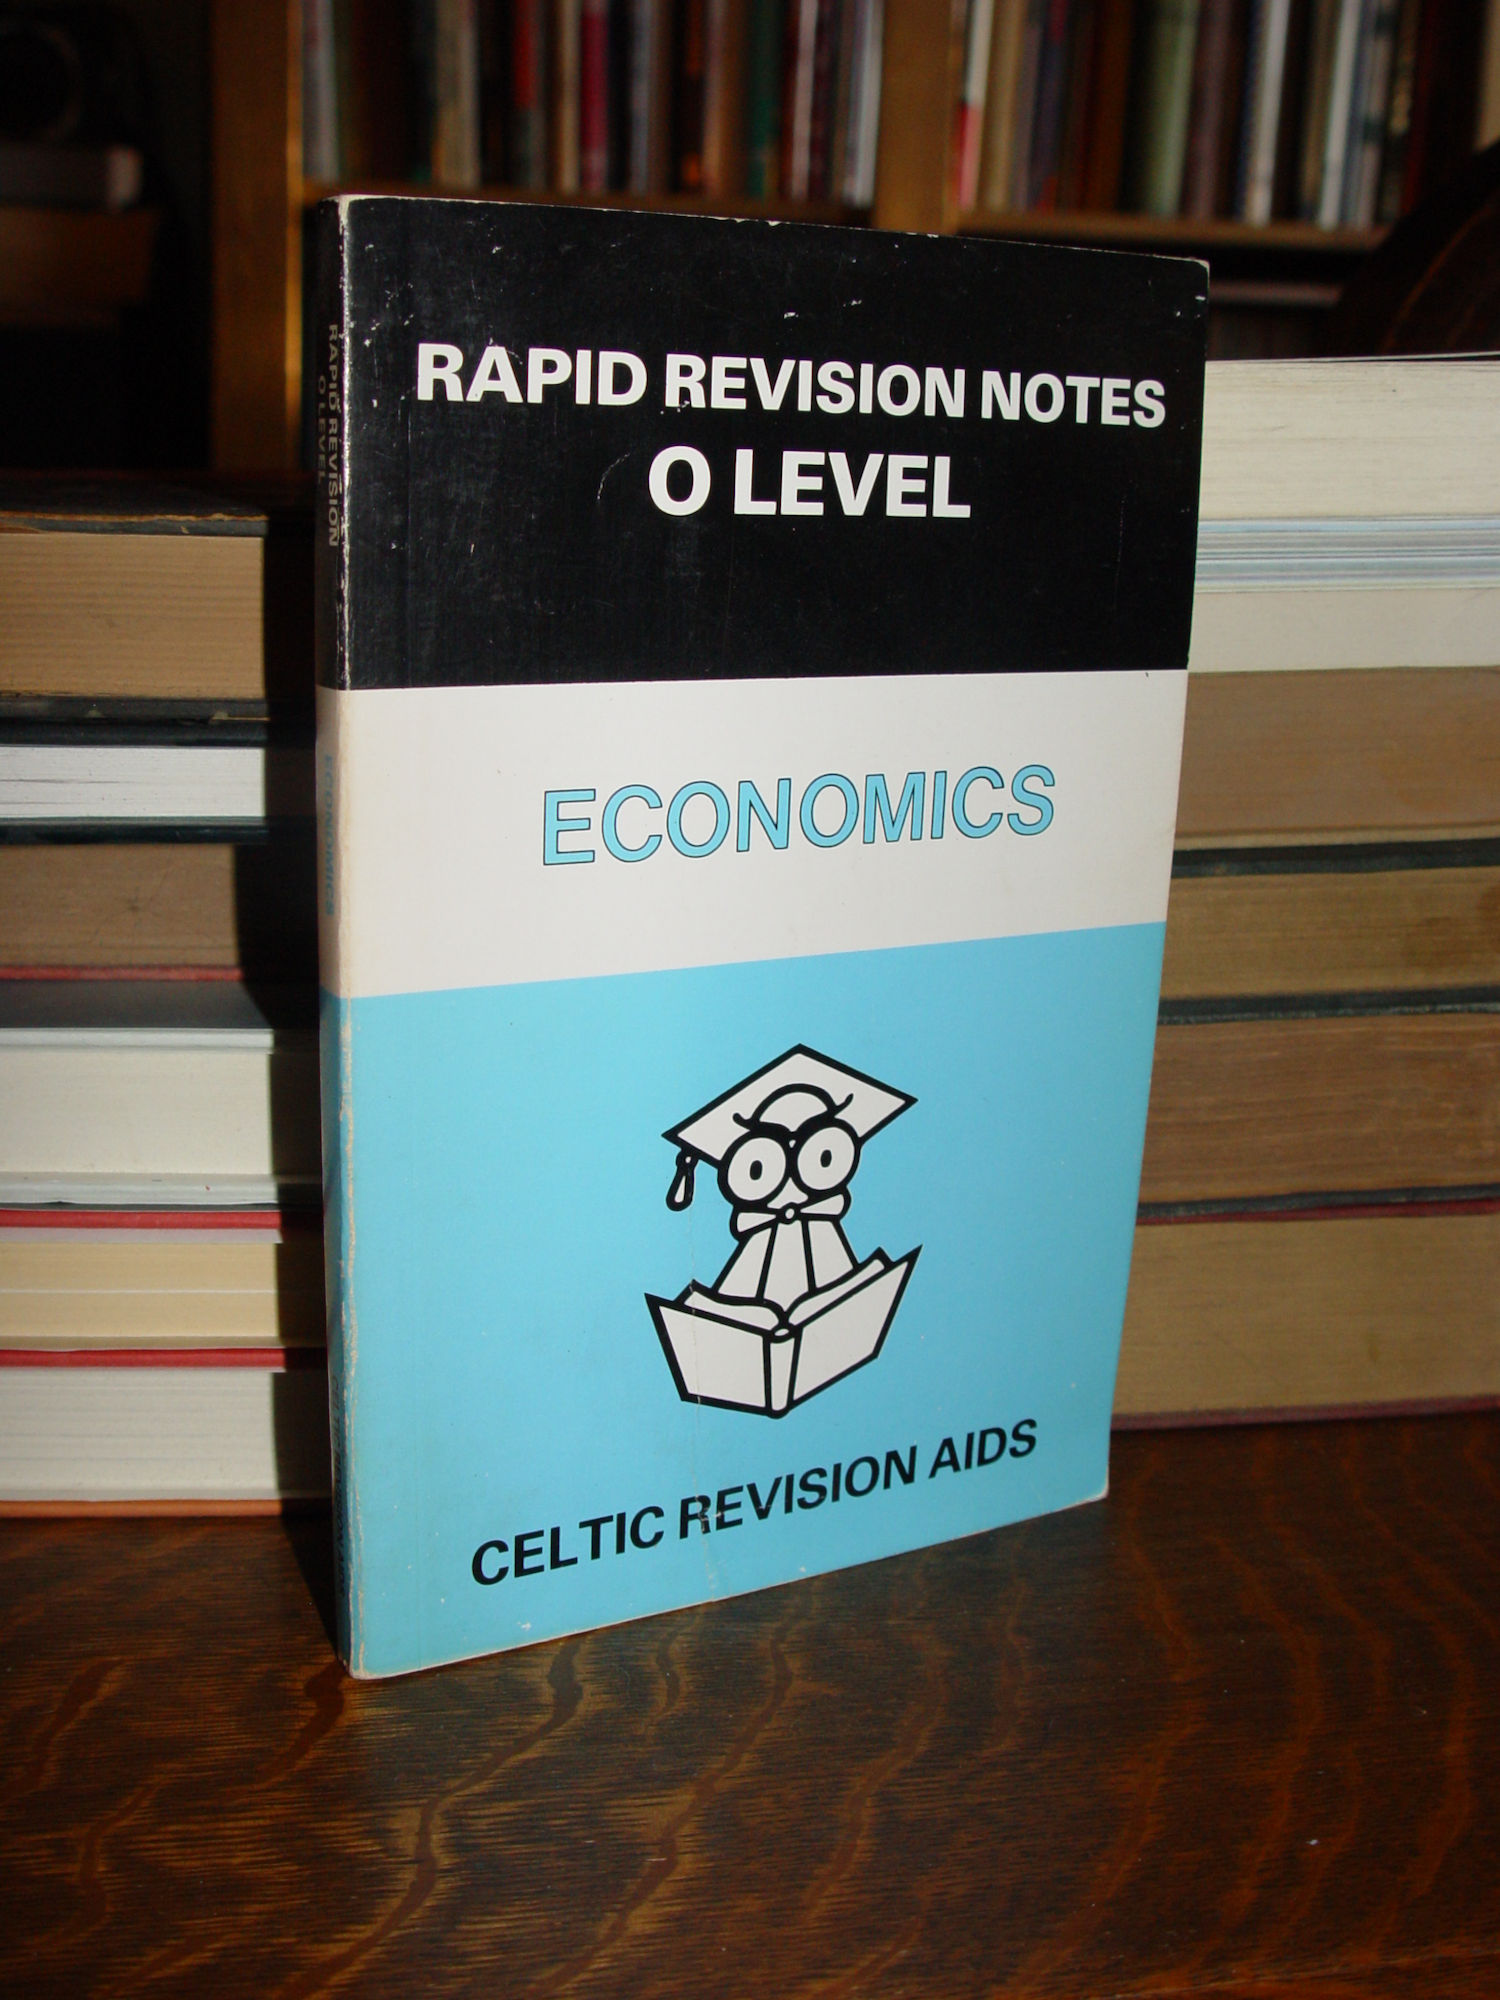 RAPID REVISION NOTES
O LEVEL
ECONOMICS
CELTIC REVISION AIDS
RAPID REVISION
O LEVEL
ECONOMICS